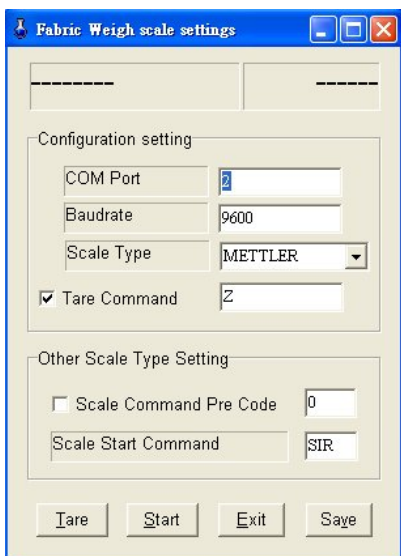 Fabric Weigh scale settings
-------- ------
Configuration setting
COM Port 2
Baudrate 9600
Scale Type METTLER
Tare Command Z
Other Scale Type Setting
Scale Command Pre Code 0
Scale Start Command SIR
Tare Start Exit Save